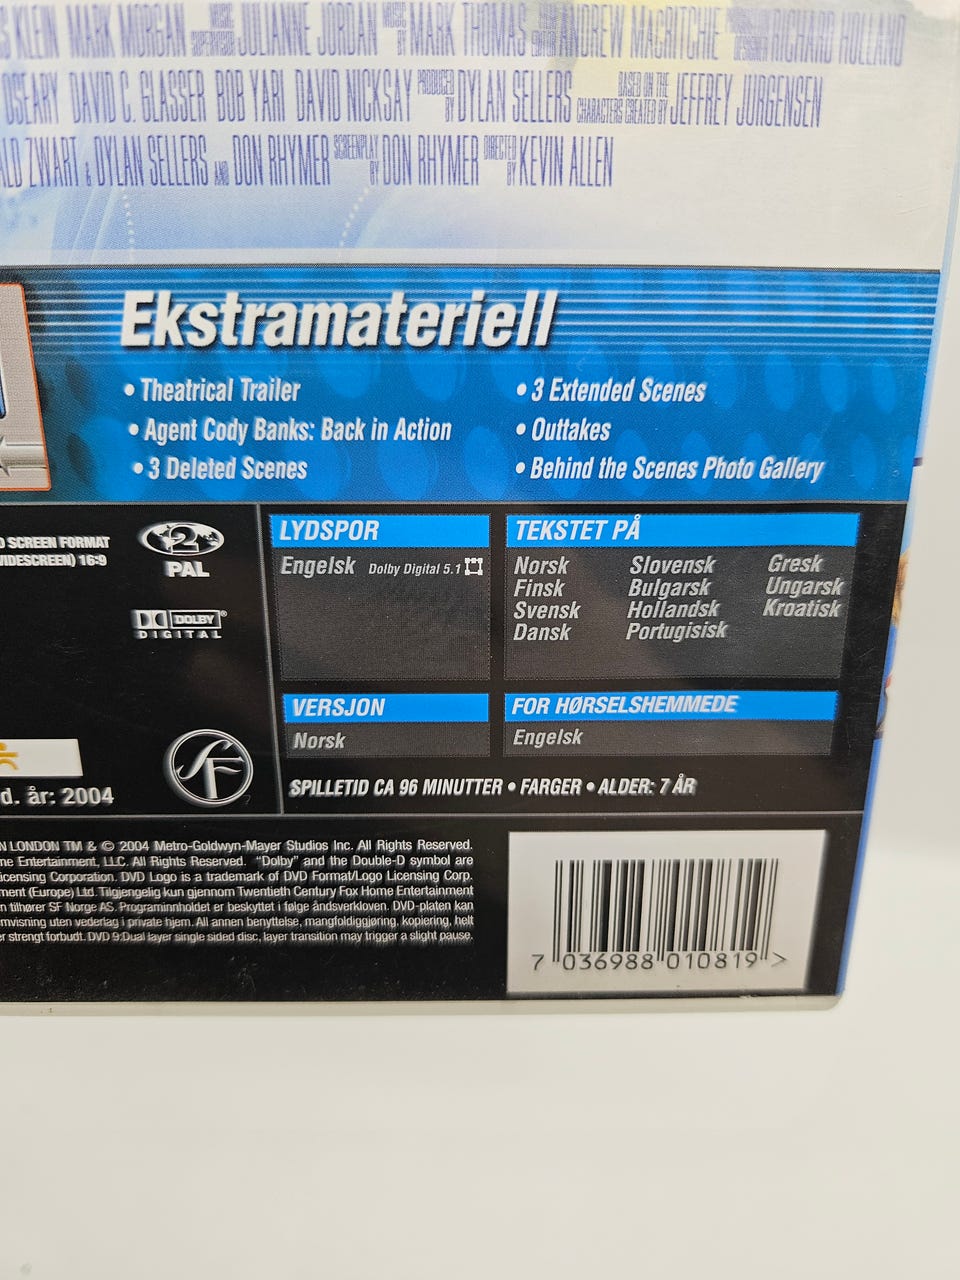 KLEIN MARK MORGAN MUSIC SUPERVISOR JULIANNE JORDAN MUSIC BY MARK THOMAS ANDREW MACRITCHIE RICHARD HOLLAND
OSEARY DAVID C. GLASSER BOB YARI DAVID NICKSAY PRODUCED BY DYLAN SELLERS BASED ON THE CHARACTERS CREATED BY JEFFREY JURGENSEN
ALD ZWART & DYLAN SELLERS AND DON RHYMER SCREENPLAY BY DON RHYMER DIRECTED BY KEVIN ALLEN
Ekstramateriell
• Theatrical Trailer
• Agent Cody Banks: Back in Action
• 3 Deleted Scenes
• 3 Extended Scenes
• Outtakes
• Behind the Scenes Photo Gallery
SCREEN FORMAT
(WIDESCREEN) 16:9
2
PAL
DOLBY
DIGITAL
LYDSPOR
Engelsk Dolby Digital 5.1
TEKSTET PÅ
Norsk Slovensk Gresk
Finsk Bulgarsk Ungarsk
Svensk Hollandsk Kroatisk
Dansk Portugisisk
VERSJON
Norsk
FOR HØRSELSHEMMEDE
Engelsk
SF
d. år: 2004
SPILLETID CA 96 MINUTTER • FARGER • ALDER: 7 ÅR
N LONDON TM & © 2004 Metro-Goldwyn-Mayer Studios Inc. All Rights Reserved.
me Entertainment, LLC. All Rights Reserved. "Dolby" and the Double-D symbol are
icensing Corporation. DVD Logo is a trademark of DVD Format/Logo Licensing Corp.
ment (Europe) Ltd. Tilgjengelig kun gjennom Twentieth Century Fox Home Entertainment
n tilhører SF Norge AS. Programinnholdet er beskyttet i følge åndsverkloven. DVD-platen kan
mvisning uten vederlag i private hjem. All annen benyttelse, mangfoldiggjøring, kopiering, helt
r strengt forbudt. DVD 9:Dual layer single sided disc, layer transition may trigger a slight pause.
7 036988 010819 >